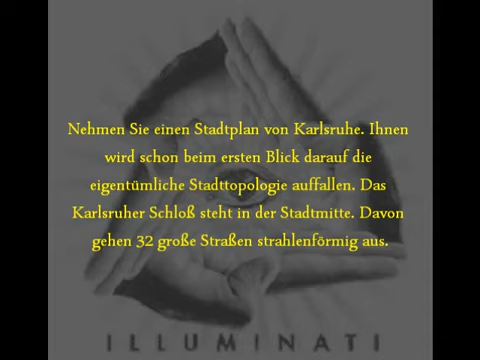 Nehmen Sie einen Stadtplan von Karlsruhe. Ihnen
wird schon beim ersten Blick darauf die
eigentümliche Stadttopologie auffallen. Das
Karlsruher Schloß steht in der Stadtmitte. Davon
gehen 32 große Straßen strahlenförmig aus.
ILLUMINATI